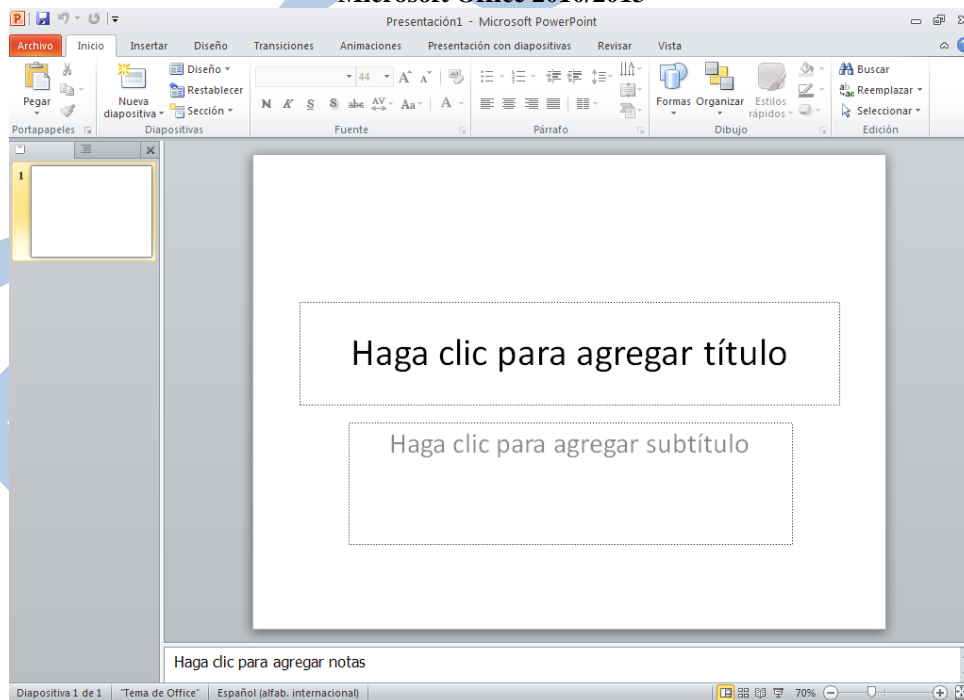 Microsoft Office 2010/2013
Presentación1 - Microsoft PowerPoint
Archivo Inicio Insertar Diseño Transiciones Animaciones Presentación con diapositivas Revisar Vista
Pegar
Nueva diapositiva
Diseño
Restablecer
Sección
44
N K S S abc AV Aa A
Formas Organizar Estilos rápidos
Buscar
Reemplazar
Seleccionar
Portapapeles Diapositivas Fuente Párrafo Dibujo Edición
1
Haga clic para agregar título
Haga clic para agregar subtítulo
Haga clic para agregar notas
Diapositiva 1 de 1 "Tema de Office" Español (alfab. internacional) 70%